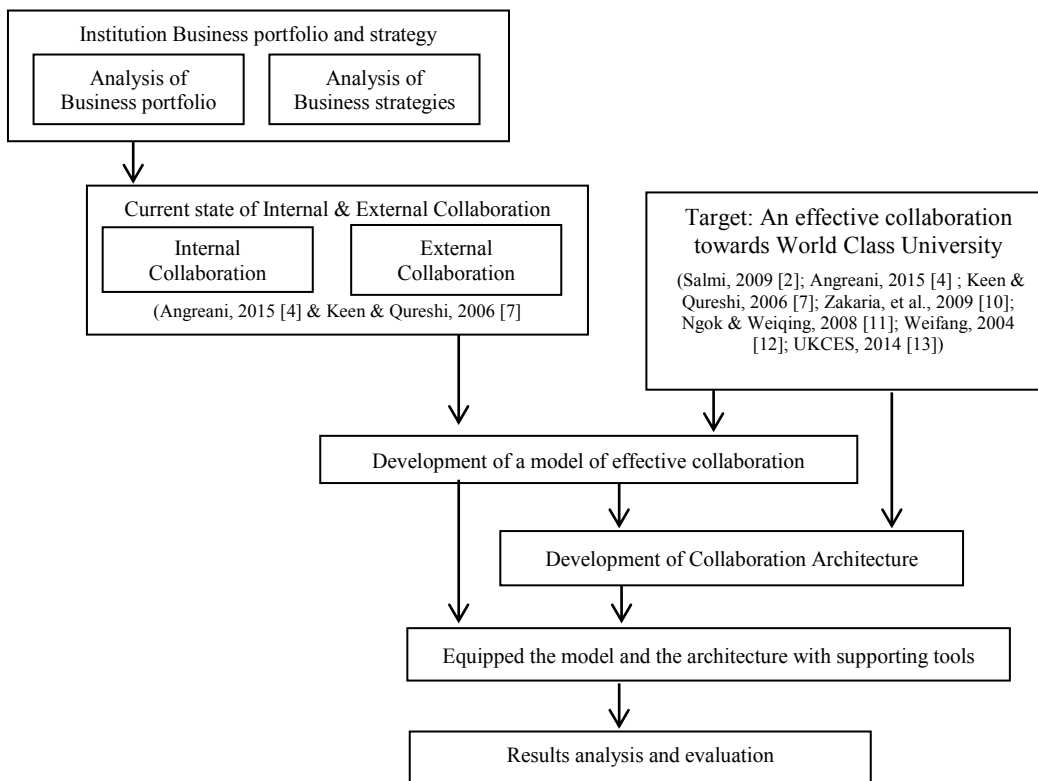 Institution Business portfolio and strategy
Analysis of
Business portfolio
Analysis of
Business strategies
Current state of Internal & External Collaboration
Internal
Collaboration
External
Collaboration
(Angreani, 2015 [4] & Keen & Qureshi, 2006 [7]
Target: An effective collaboration
towards World Class University
(Salmi, 2009 [2]; Angreani, 2015 [4] ; Keen &
Qureshi, 2006 [7]; Zakaria, et al., 2009 [10];
Ngok & Weiqing, 2008 [11]; Weifang, 2004
[12]; UKCES, 2014 [13])
Development of a model of effective collaboration
Development of Collaboration Architecture
Equipped the model and the architecture with supporting tools
Results analysis and evaluation